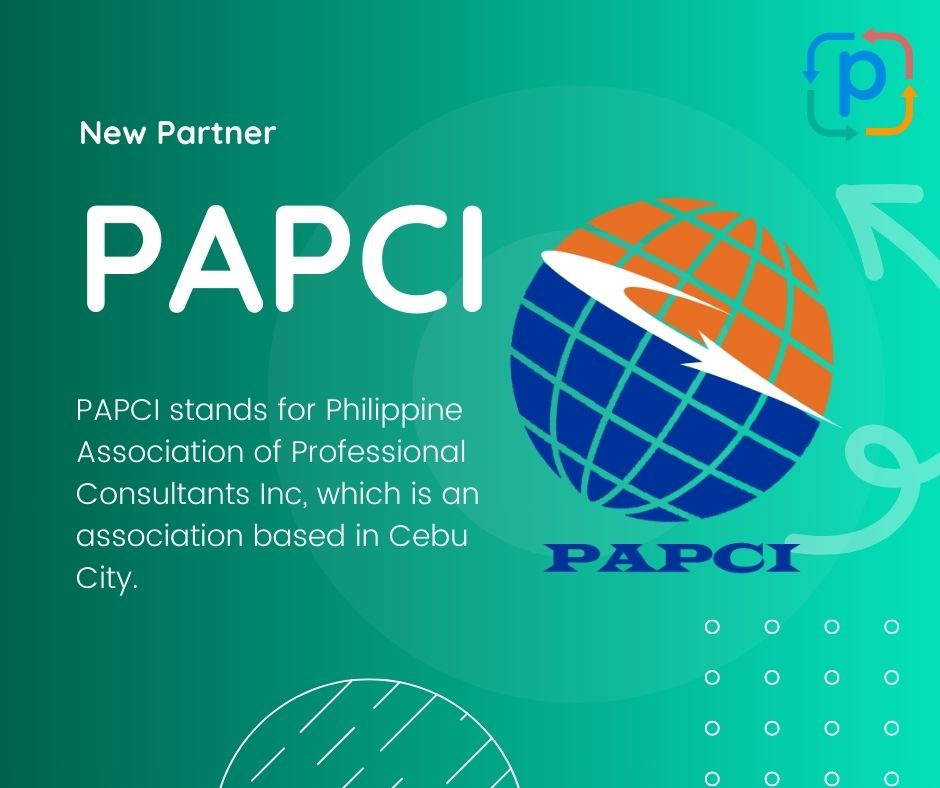 p
New Partner
PAPCI
PAPCI stands for Philippine
Association of Professional
Consultants Inc, which is an
association based in Cebu
City.
PAPCI